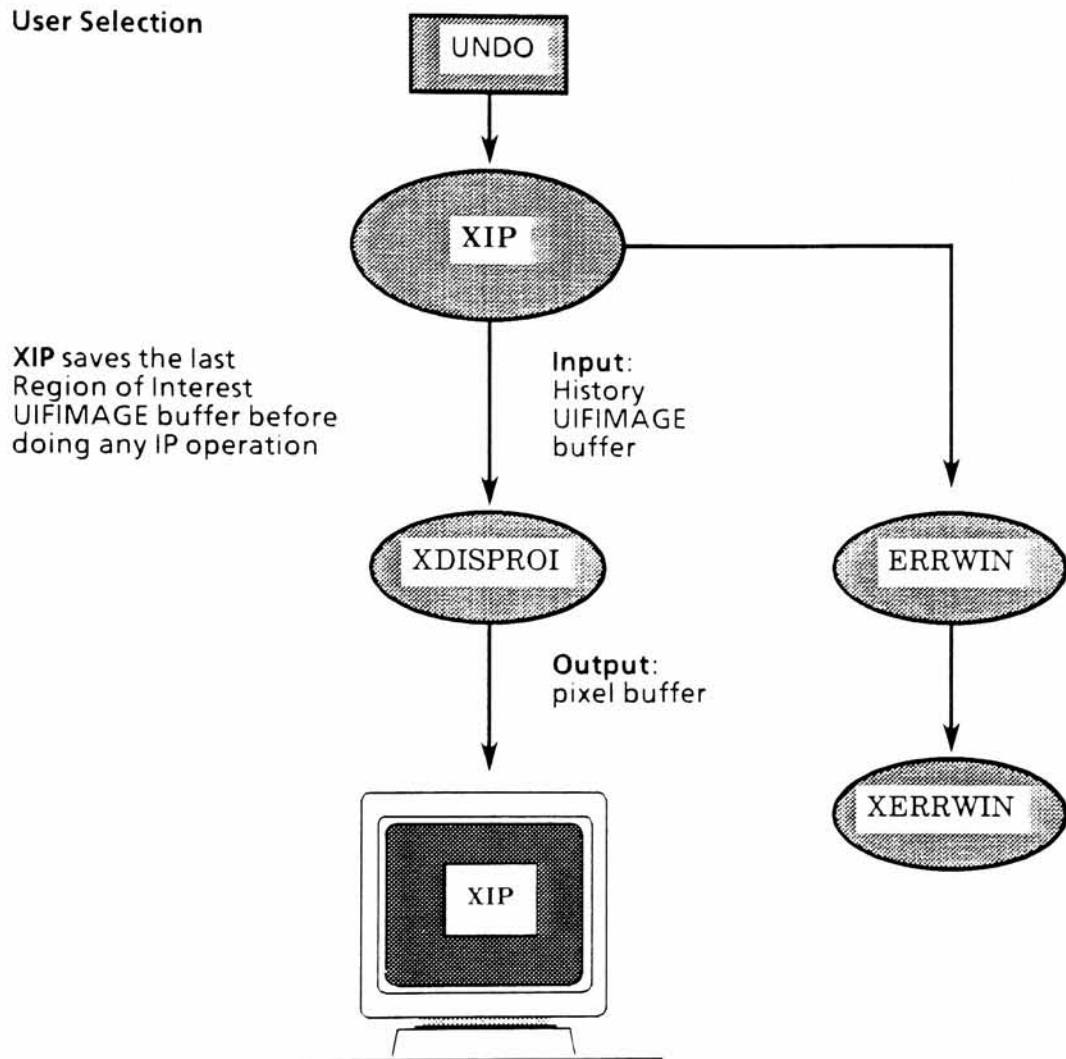 User Selection
UNDO
XIP
XIP saves the last
Region of Interest
UIFIMAGE buffer before
doing any IP operation
Input:
History
UIFIMAGE
buffer
XDISPROI
ERRWIN
Output:
pixel buffer
XERRWIN
XIP